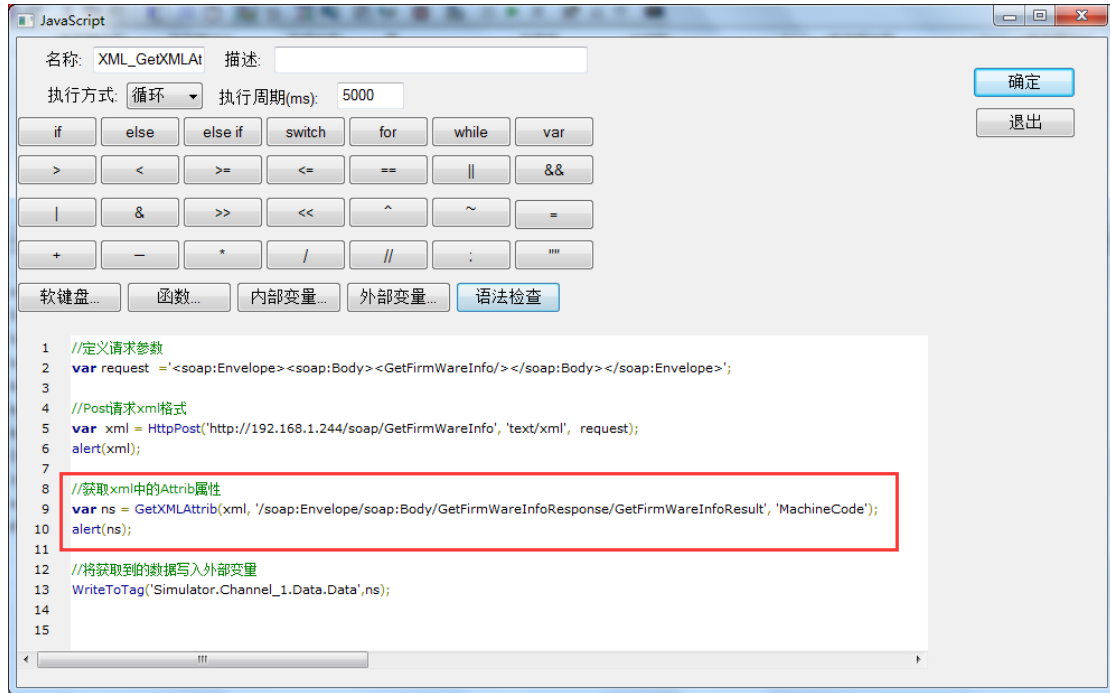 JavaScript
名称: XML_GetXMLAt 描述:
执行方式: 循环 执行周期(ms): 5000
确定
退出
if else else if switch for while var
> < >= <= == || &&
| & >> << ^ ~ =
+ — * / // ; ""
软键盘... 函数... 内部变量... 外部变量... 语法检查
1 //定义请求参数
2 var request ='<soap:Envelope><soap:Body><GetFirmWareInfo/></soap:Body></soap:Envelope>';
3
4 //Post请求xml格式
5 var xml = HttpPost('http://192.168.1.244/soap/GetFirmWareInfo', 'text/xml', request);
6 alert(xml);
7
8 //获取xml中的Attrib属性
9 var ns = GetXMLAttrib(xml, '/soap:Envelope/soap:Body/GetFirmWareInfoResponse/GetFirmWareInfoResult', 'MachineCode');
10 alert(ns);
11
12 //将获取到的数据写入外部变量
13 WriteToTag('Simulator.Channel_1.Data.Data',ns);
14
15